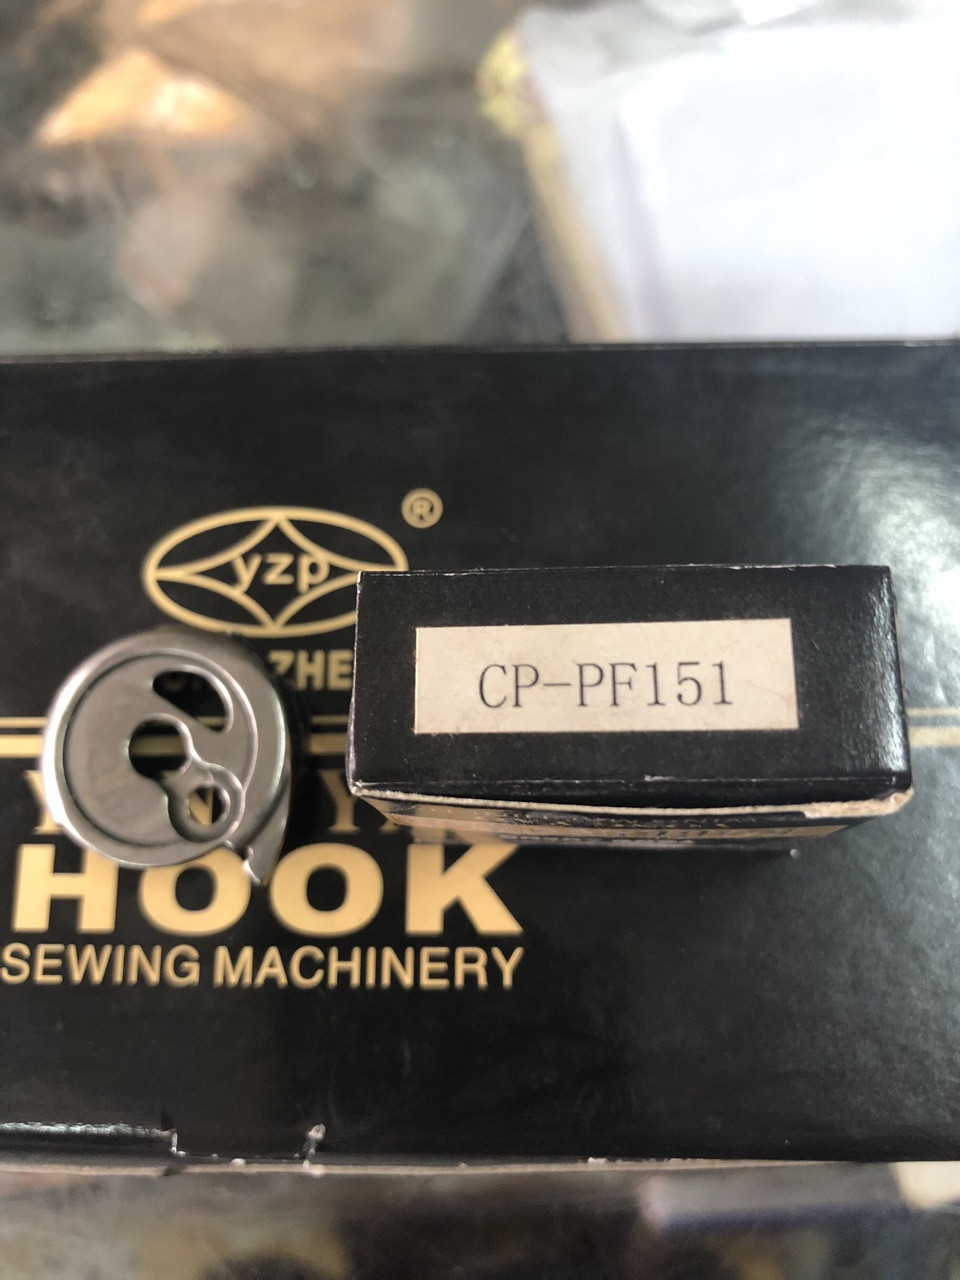 ®
yzp
ZHE
CP-PF151
HOOK
SEWING MACHINERY